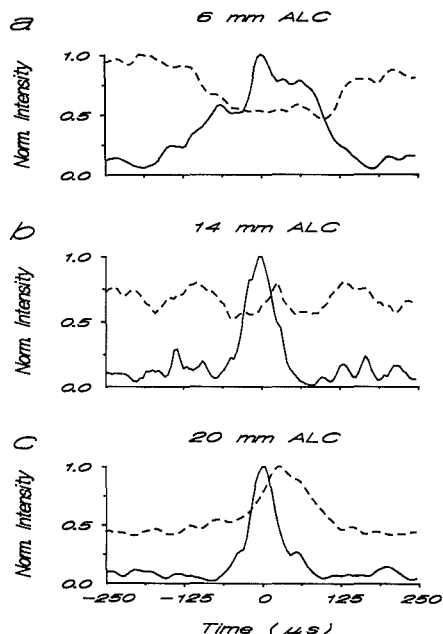 a
6 mm ALC
Norm. Intensity
1.0
0.5
0.0
b
14 mm ALC
Norm. Intensity
1.0
0.5
0.0
c
20 mm ALC
Norm. Intensity
1.0
0.5
0.0
-250 -125 0 125 250
Time (μs)